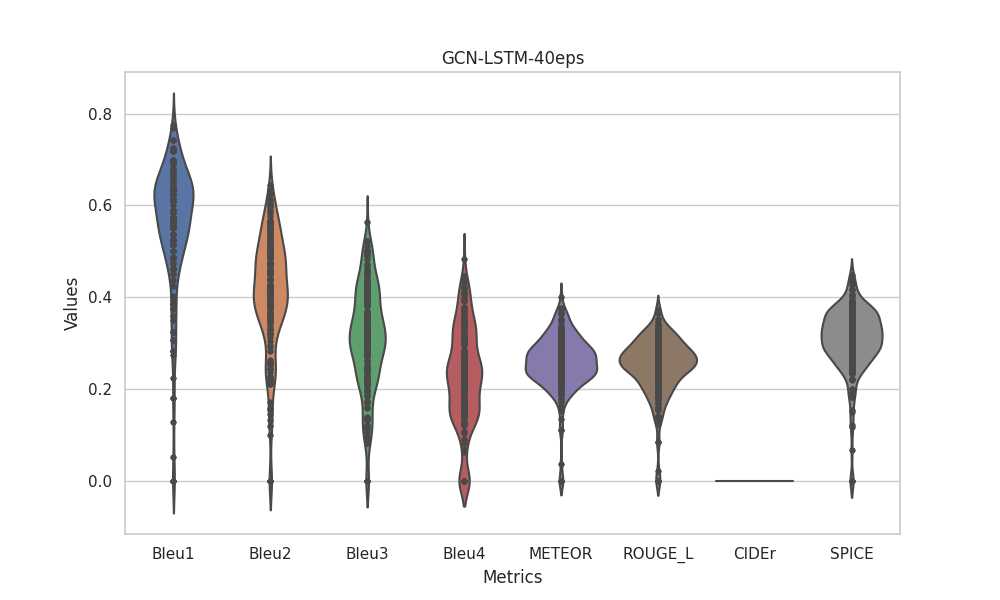 GCN-LSTM-40eps
Values
0.8
0.6
0.4
0.2
0.0
Bleu1 Bleu2 Bleu3 Bleu4 METEOR ROUGE_L CIDEr SPICE
Metrics